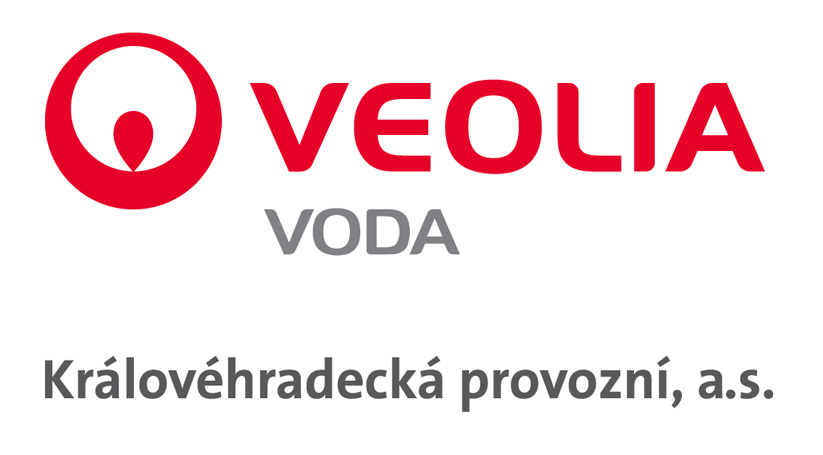 VEOLIA
VODA
Královéhradecká provozní, a.s.